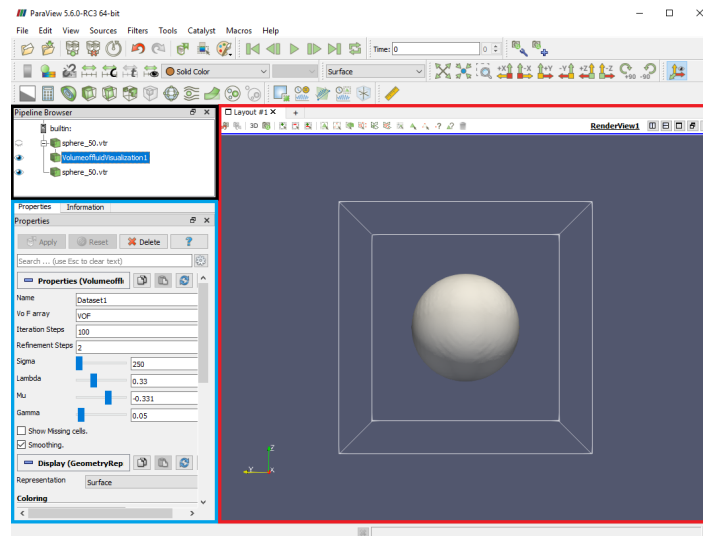 ParaView 5.6.0-RC3 64-bit
File Edit View Sources Filters Tools Catalyst Macros Help
Time: 0 0
Solid Color Surface +X -X +Y -Y +Z -Z +90 -90
Pipeline Browser
Layout #1 X +
builtin:
3D
RenderView1
sphere_50.vtr
VolumeoffluidVisualization1
sphere_50.vtr
Properties Information
Properties
Apply Reset Delete ?
Search ... (use Esc to clear text)
Properties (Volumeoffl
Name Dataset1
Vo F array VOF
Iteration Steps 100
Refinement Steps 2
Sigma 250
Lambda 0.33
Mu -0.331
Gamma 0.05
Show Missing cells.
Smoothing.
Display (GeometryRep
Representation Surface
Coloring
Z
Y X